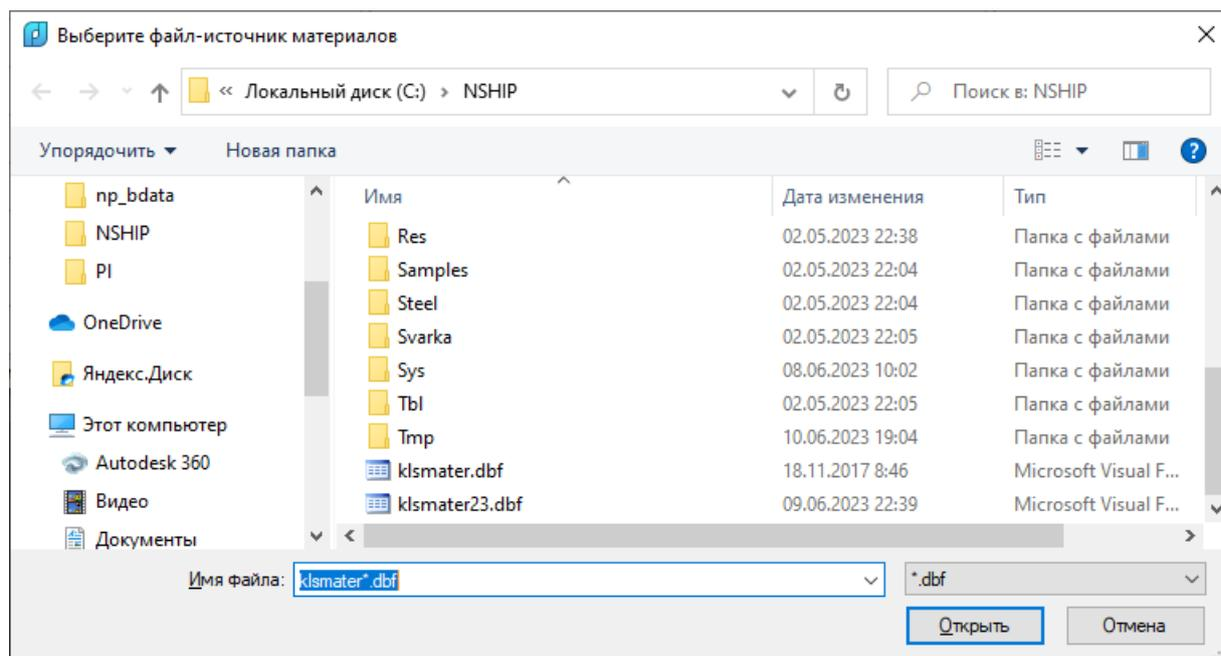 Выберите файл-источник материалов
« Локальный диск (C:) › NSHIP
Поиск в: NSHIP
Упорядочить Новая папка
np_bdata
NSHIP
PI
OneDrive
Яндекс.Диск
Этот компьютер
Autodesk 360
Видео
Документы
Имя Дата изменения Тип
Res 02.05.2023 22:38 Папка с файлами
Samples 02.05.2023 22:04 Папка с файлами
Steel 02.05.2023 22:04 Папка с файлами
Svarka 02.05.2023 22:05 Папка с файлами
Sys 08.06.2023 10:02 Папка с файлами
Tbl 02.05.2023 22:05 Папка с файлами
Tmp 10.06.2023 19:04 Папка с файлами
klsmater.dbf 18.11.2017 8:46 Microsoft Visual F...
klsmater23.dbf 09.06.2023 22:39 Microsoft Visual F...
Имя файла: klsmater*.dbf *.dbf
Открыть Отмена